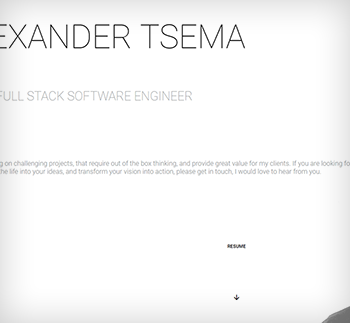 EXANDER TSEMA
FULL STACK SOFTWARE ENGINEER
g on challenging projects, that require out of the box thinking, and provide great value for my clients. If you are looking fo
the life into your ideas, and transform your vision into action, please get in touch, I would love to hear from you.
RESUME